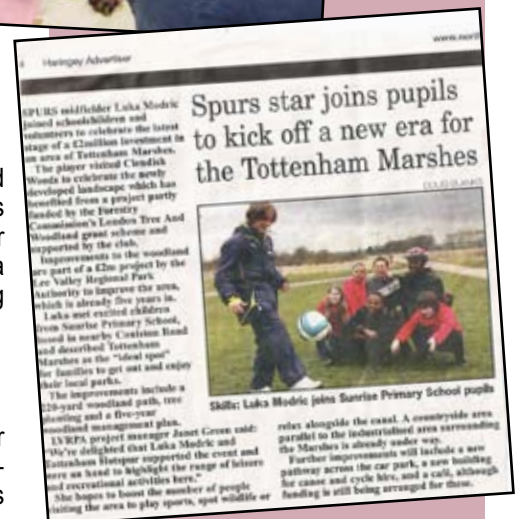 4 Haringey Advertiser
Spurs star joins pupils
to kick off a new era for
the Tottenham Marshes
SPURS midfielder Luka Modric
joined schoolchildren and
volunteers to celebrate the latest
stage of a £2million investment in
an area of Tottenham Marshes.
The player visited Clendish
Woods to celebrate the newly
developed landscape which has
benefited from a project partly
funded by the Forestry
Commission's London Tree And
Woodland grant scheme and
supported by the club.
Improvements to the woodland
are part of a £2m project by the
Lee Valley Regional Park
Authority to improve the area,
which is already five years in.
Luka met excited children
from Sunrise Primary School,
based in nearby Coniston Road
and described Tottenham
Marshes as the "ideal spot"
for families to get out and enjoy
their local parks.
The improvements include a
220-yard woodland path, tree
planting and a five-year
woodland management plan.
LVRPA project manager Janet Green said:
"We're delighted that Luka Modric and
Tottenham Hotspur supported the event and
were on hand to highlight the range of leisure
and recreational activities here."
She hopes to boost the number of people
visiting the area to play sports, spot wildlife or
Skills: Luka Modric joins Sunrise Primary School pupils
relax alongside the canal. A countryside area
parallel to the industrialised area surrounding
the Marshes is already under way.
Further improvements will include a new
pathway across the car park, a new building
for canoe and cycle hire, and a café, although
funding is still being arranged for these.